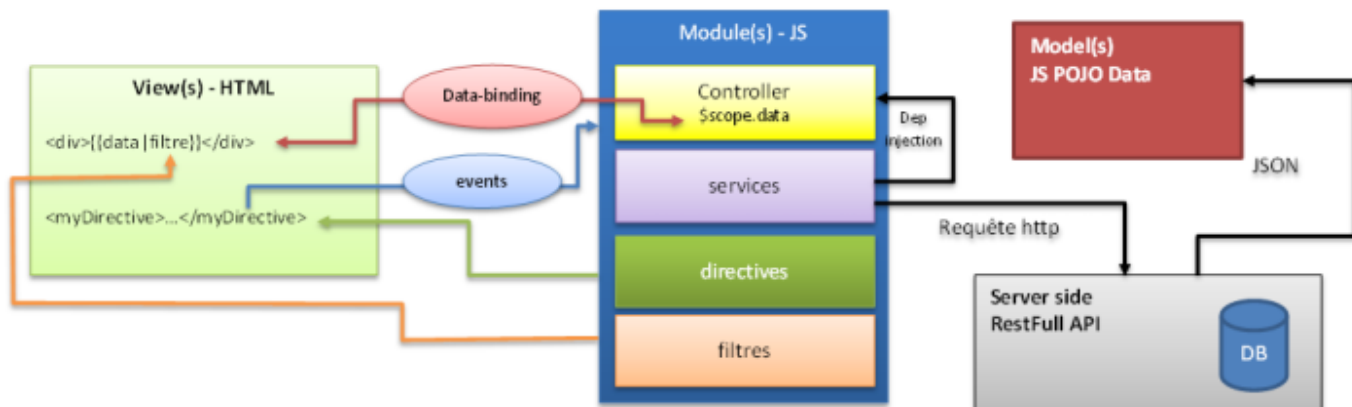 View(s) - HTML
<div>{{data|filtre}}</div>
<myDirective>...</myDirective>
Data-binding
events
Module(s) - JS
Controller
$scope.data
services
directives
filtres
Dep
injection
Requête http
Model(s)
JS POJO Data
JSON
Server side
RestFull API
DB